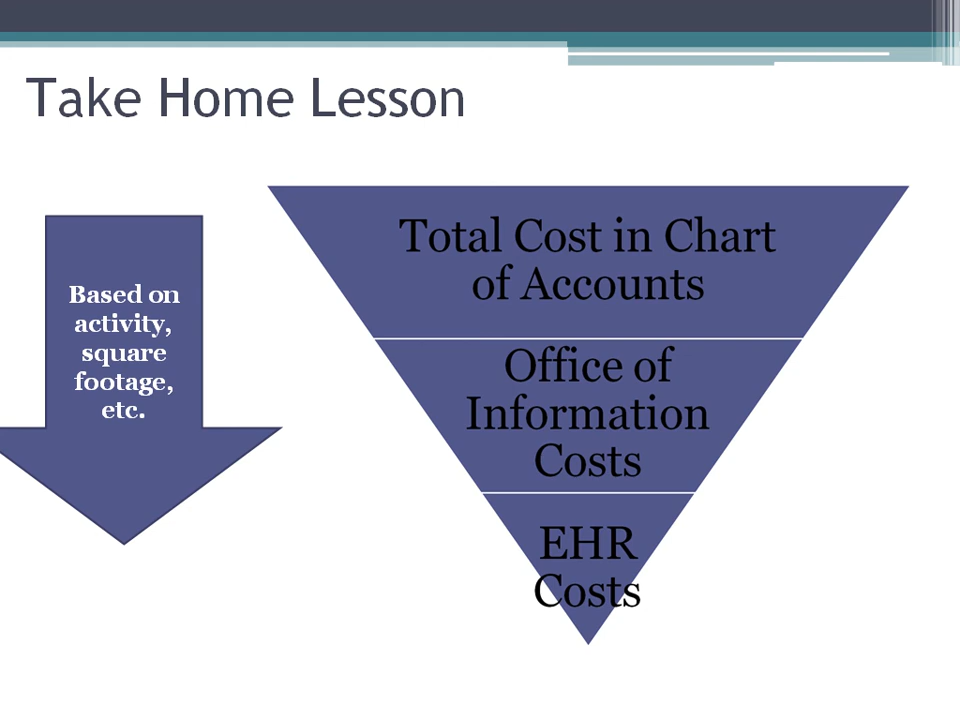 Take Home Lesson
Based on
activity,
square
footage,
etc.
Total Cost in Chart
of Accounts
Office of
Information
Costs
EHR
Costs